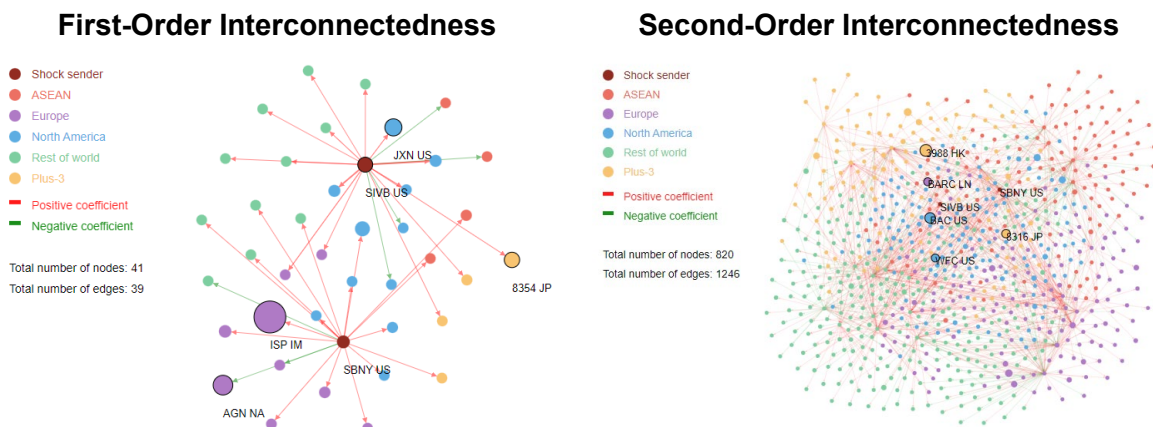 First-Order Interconnectedness
Shock sender
ASEAN
Europe
North America
Rest of world
Plus-3
Positive coefficient
Negative coefficient
Total number of nodes: 41
Total number of edges: 39
JXN US
SIVB US
8354 JP
ISP IM
SBNY US
AGN NA
Second-Order Interconnectedness
Shock sender
ASEAN
Europe
North America
Rest of world
Plus-3
Positive coefficient
Negative coefficient
Total number of nodes: 820
Total number of edges: 1246
3988 HK
BARC LN
SBNY US
SIVB US
BAC US
8316 JP
WFC US